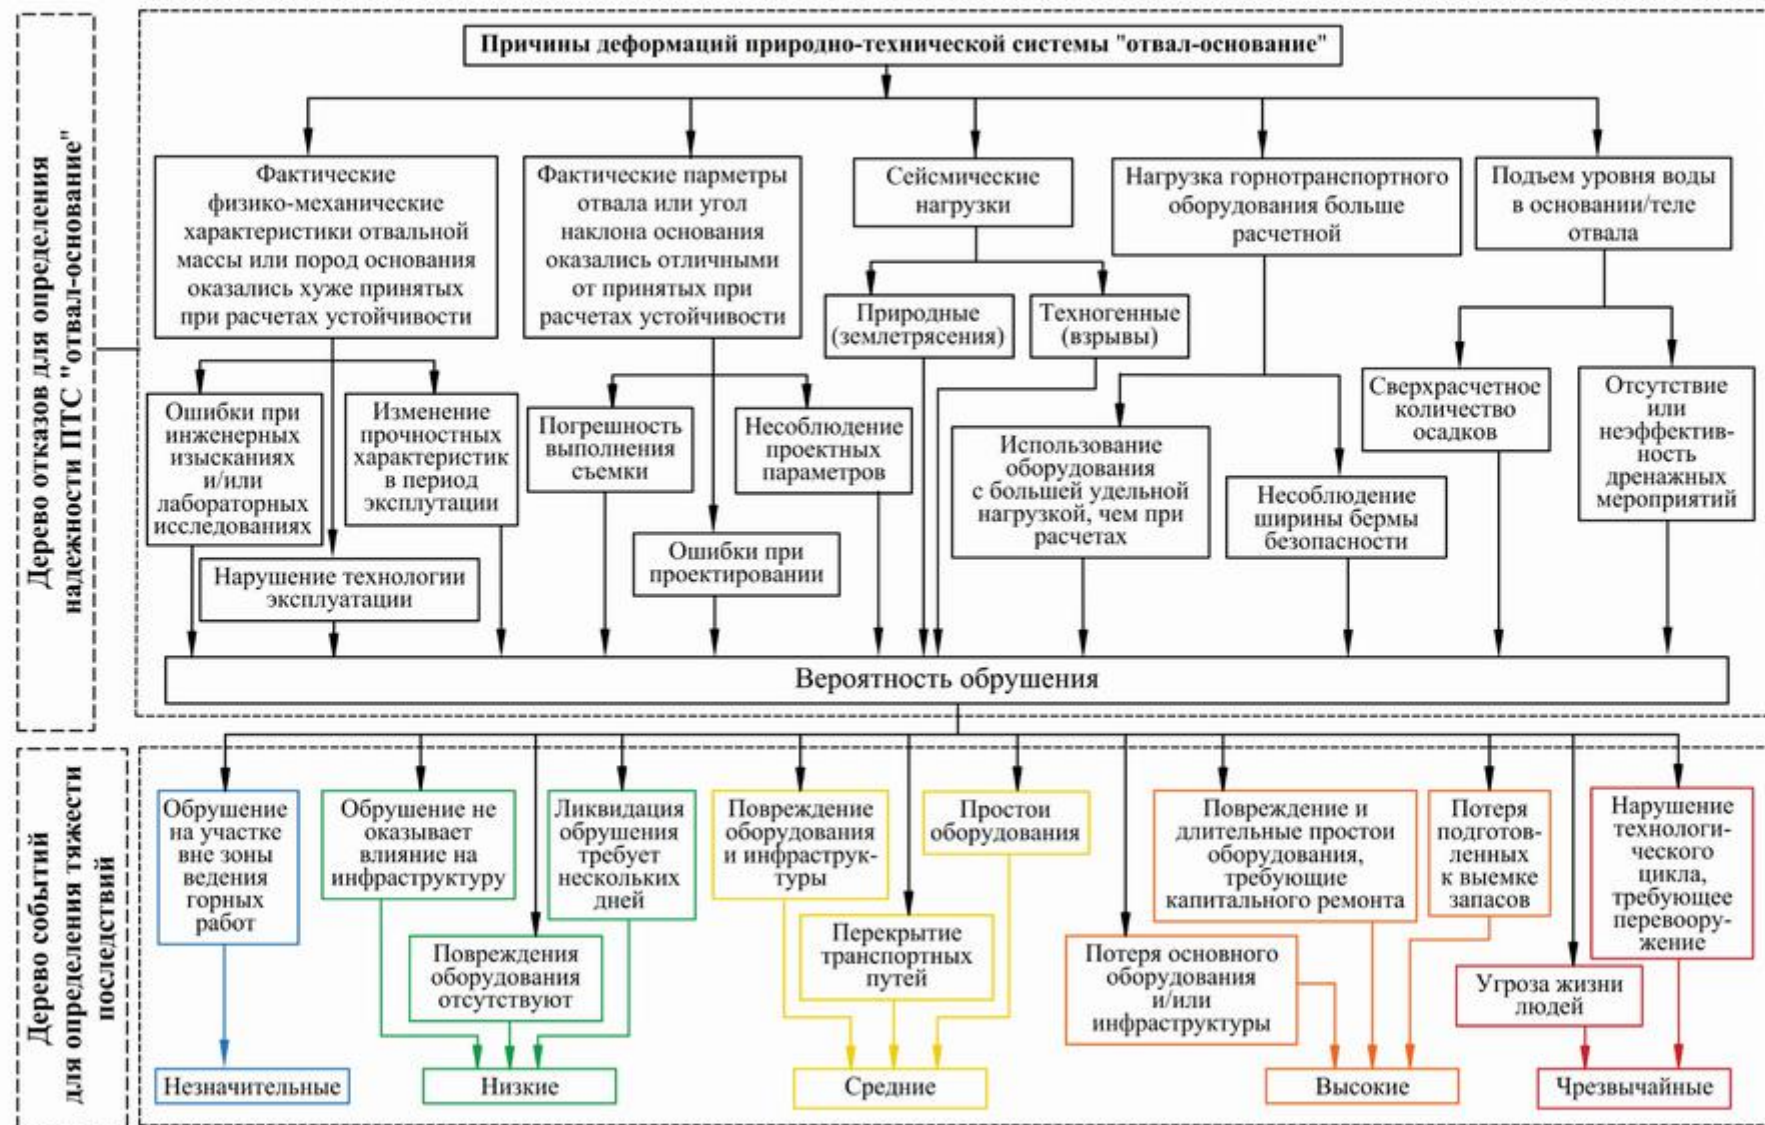 Дерево отказов для определения
надежности ПТС "отвал-основание"
Причины деформаций природно-технической системы "отвал-основание"
Фактические
физико-механические
характеристики отвальной
массы или пород основания
оказались хуже принятых
при расчетах устойчивости
Фактические парметры
отвала или угол
наклона основания
оказались отличными
от принятых при
расчетах устойчивости
Сейсмические
нагрузки
Нагрузка горнотранспортного
оборудования больше
расчетной
Подъем уровня воды
в основании/теле
отвала
Природные
(землетрясения)
Техногенные
(взрывы)
Ошибки при
инженерных
изысканиях
и/или
лабораторных
исследованиях
Изменение
прочностных
характеристик
в период
эксплутации
Нарушение технологии
эксплуатации
Погрешность
выполнения
съемки
Несоблюдение
проектных
параметров
Ошибки при
проектировании
Использование
оборудования
с большей удельной
нагрузкой, чем при
расчетах
Несоблюдение
ширины бермы
безопасности
Сверхрасчетное
количество
осадков
Отсутствие
или
неэффектив-
ность
дренажных
мероприятий
Вероятность обрушения
Дерево событий
для определения тяжести
последствий
Обрушение
на участке
вне зоны
ведения
горных
работ
Обрушение не
оказывает
влияние на
инфраструктуру
Ликвидация
обрушения
требует
нескольких
дней
Повреждения
оборудования
отсутствуют
Повреждение
оборудования
и инфраструк-
туры
Простои
оборудования
Перекрытие
транспортных
путей
Повреждение и
длительные простои
оборудования,
требующие
капитального ремонта
Потеря
подготов-
ленных
к выемке
запасов
Потеря основного
оборудования
и/или
инфраструктуры
Нарушение
технологи-
ческого
цикла,
требующее
перевоору-
жение
Угроза жизни
людей
Незначительные
Низкие
Средние
Высокие
Чрезвычайные